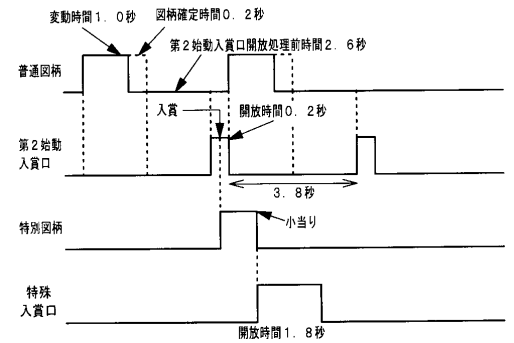 変動時間1.0秒
図柄確定時間0.2秒
第2始動入賞口開放処理前時間2.6秒
普通図柄
入賞
開放時間0.2秒
第2始動
入賞口
3.8秒
特別図柄
小当り
特殊
入賞口
開放時間1.8秒